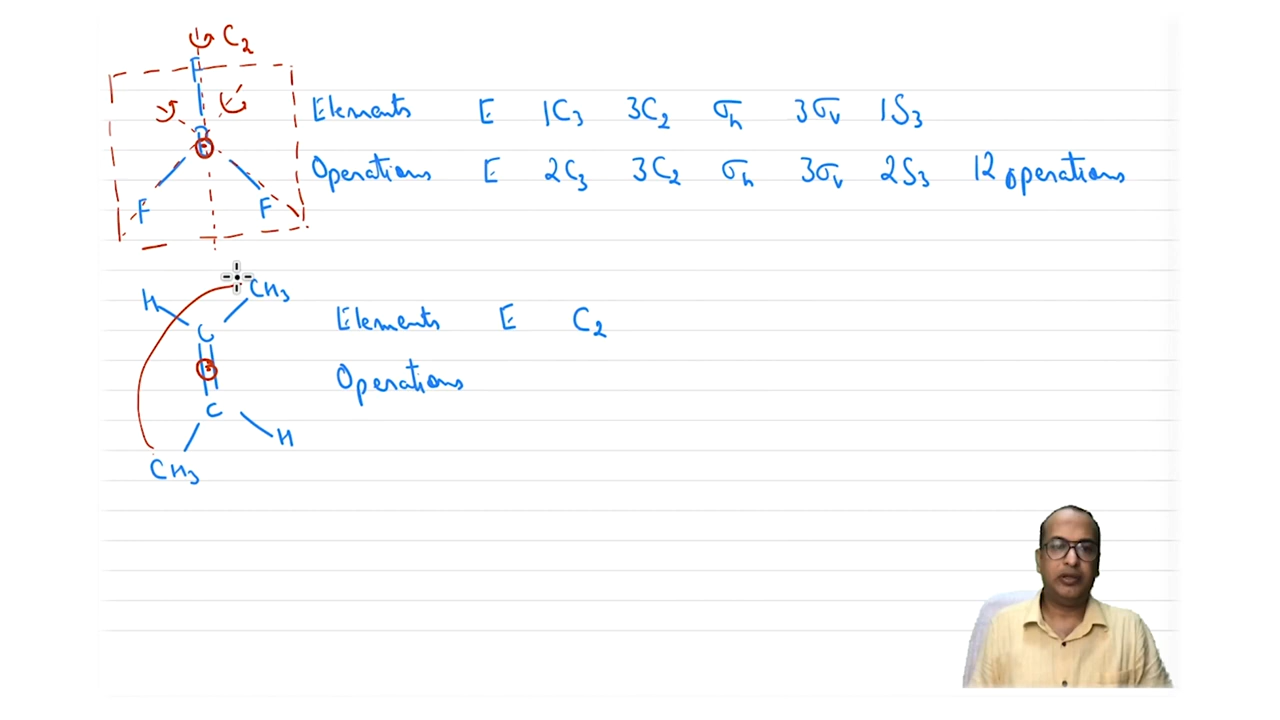 C₂
F
Elements E 1C₃ 3C₂ σₕ 3σᵥ 1S₃
Operations E 2C₃ 3C₂ σₕ 3σᵥ 2S₃ 12 operations
F F
H CH₃
C
Elements E C₂
Operations
C
H
CH₃